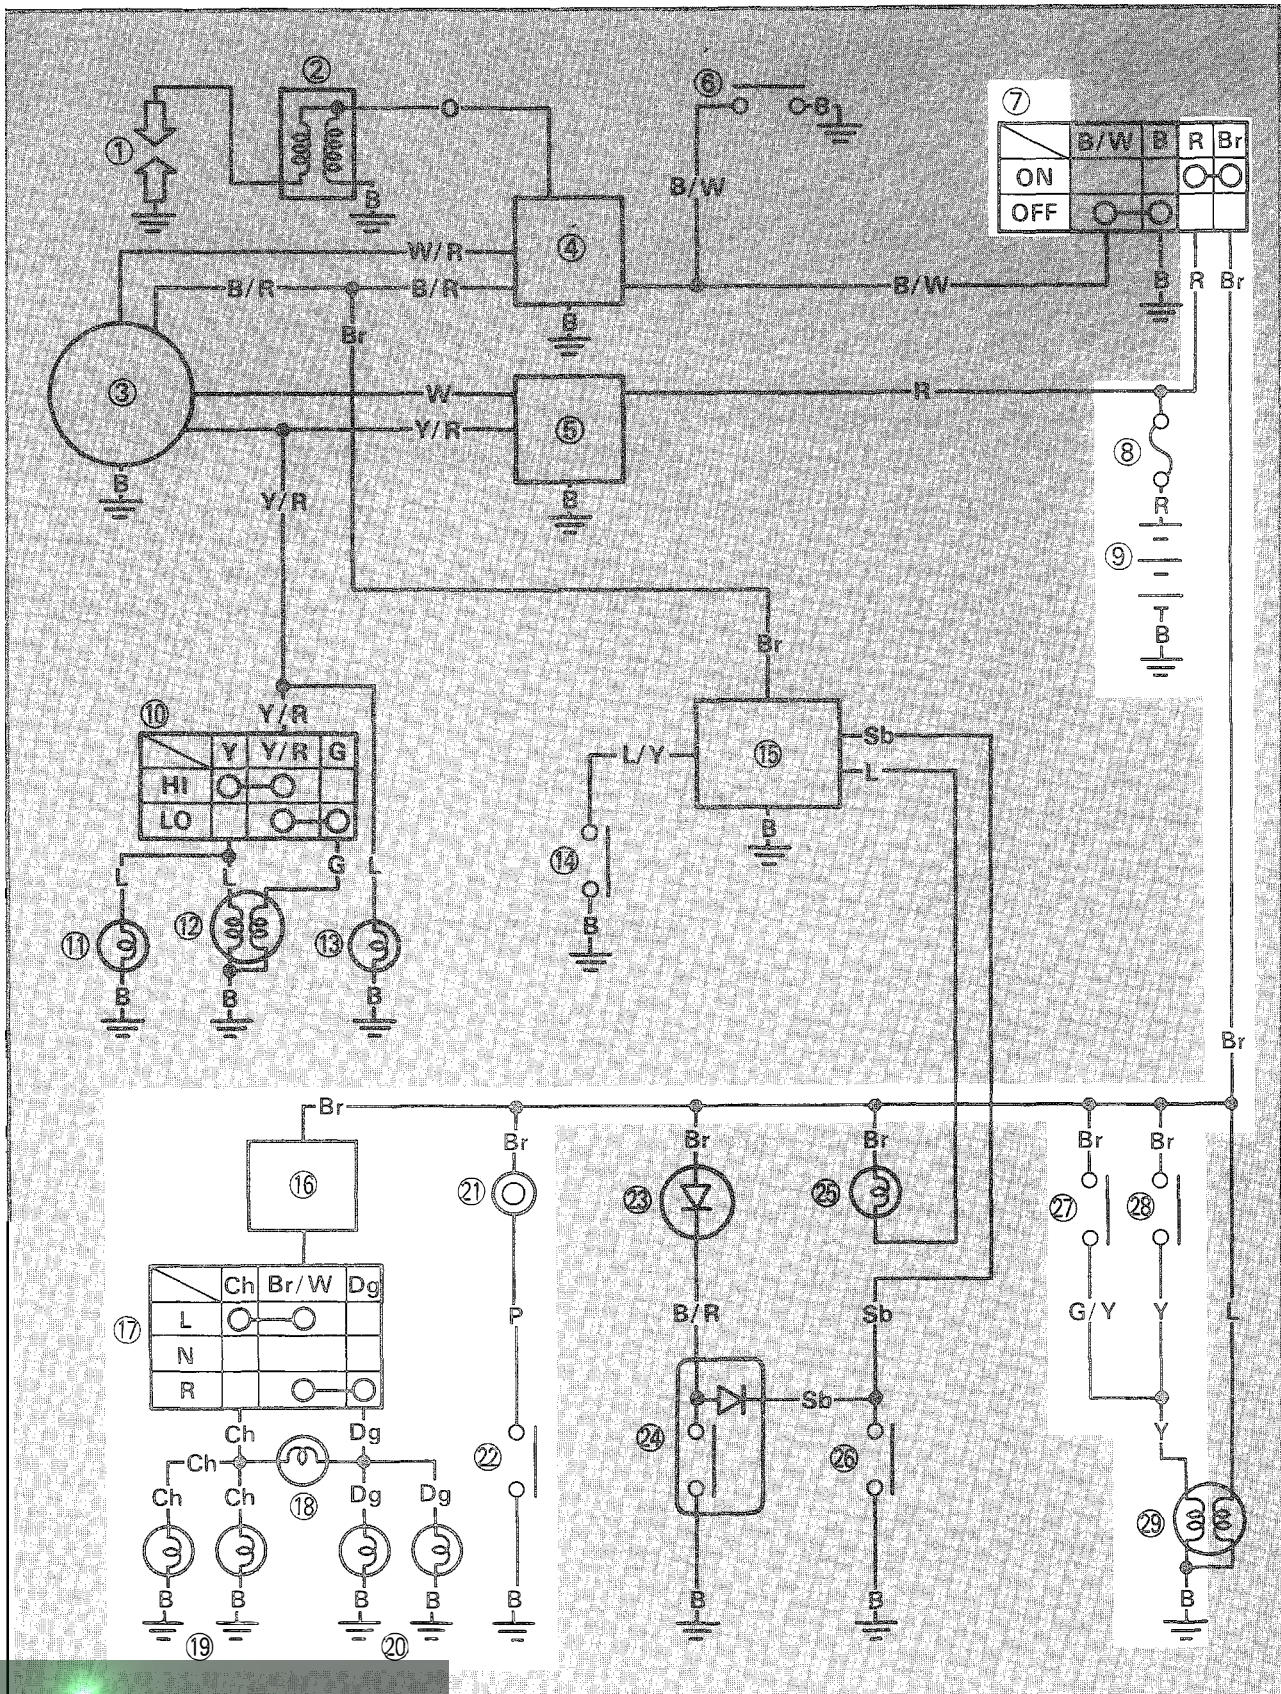 ②
⑥
⑦
O
B
B/W B R Br
①
ON
B/W
B
OFF
④
W/R
B/R B/R
B/W
B R Br
B
Br
③
W
R
⑤
Y/R
⑧
B
Y/R
B
R
⑨
B
Br
⑩
Y/R
Y Y/R G
Sb
HI
L/Y
⑮
L
LO
B
G L
⑭
L L
⑫
B
⑪
⑬
B B B
Br
Br
Br Br Br Br Br
⑯
㉑
㉓
㉕
㉗
㉘
Ch Br/W Dg
L
P
B/R
Sb
G/Y Y L
⑰
N
R
Sb
Ch Dg
Y
㉒
㉔
㉖
Ch
⑱
Ch Ch Dg Dg
㉙
B B B B B B B B
⑲
⑳